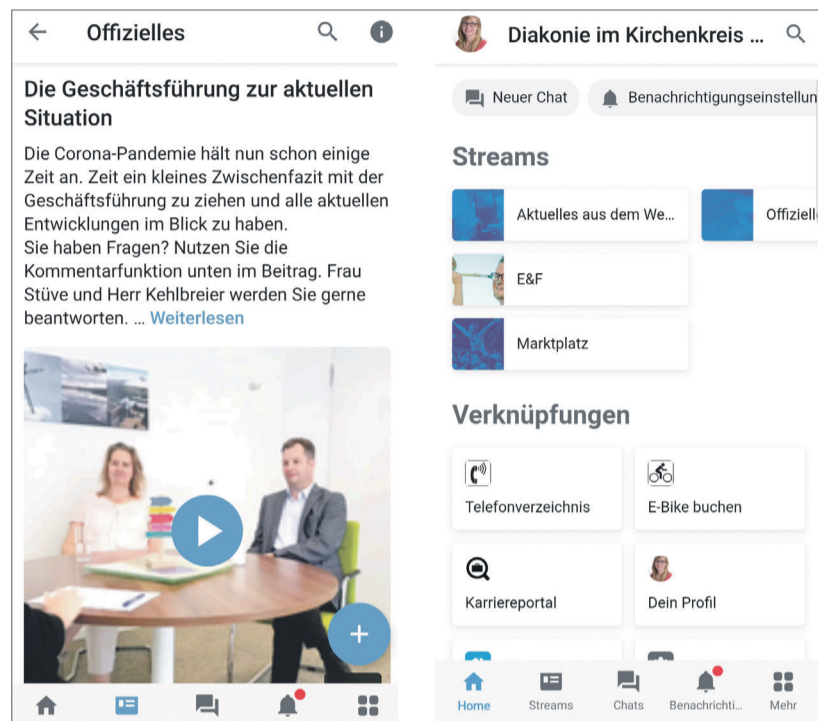 Offizielles
Die Geschäftsführung zur aktuellen
Situation
Die Corona-Pandemie hält nun schon einige
Zeit an. Zeit ein kleines Zwischenfazit mit der
Geschäftsführung zu ziehen und alle aktuellen
Entwicklungen im Blick zu haben.
Sie haben Fragen? Nutzen Sie die
Kommentarfunktion unten im Beitrag. Frau
Stüve und Herr Kehlbreier werden Sie gerne
beantworten. ... Weiterlesen
Diakonie im Kirchenkreis ...
Neuer Chat
Benachrichtigungseinstellun
Streams
Aktuelles aus dem We...
Offizielle
E&F
Marktplatz
Verknüpfungen
Telefonverzeichnis
E-Bike buchen
Karriereportal
Dein Profil
Home
Streams
Chats
Benachrichti...
Mehr